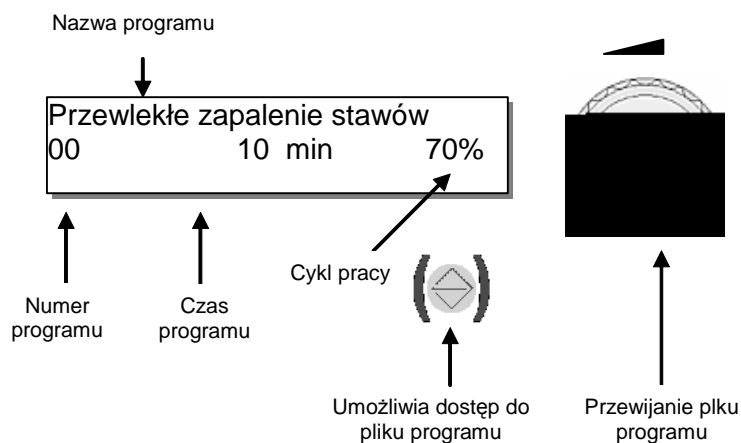 Nazwa programu
Przewlekłe zapalenie stawów
00 10 min 70%
Cykl pracy
Numer
programu
Czas
programu
Umożliwia dostęp do
pliku programu
Przewijanie plku
programu